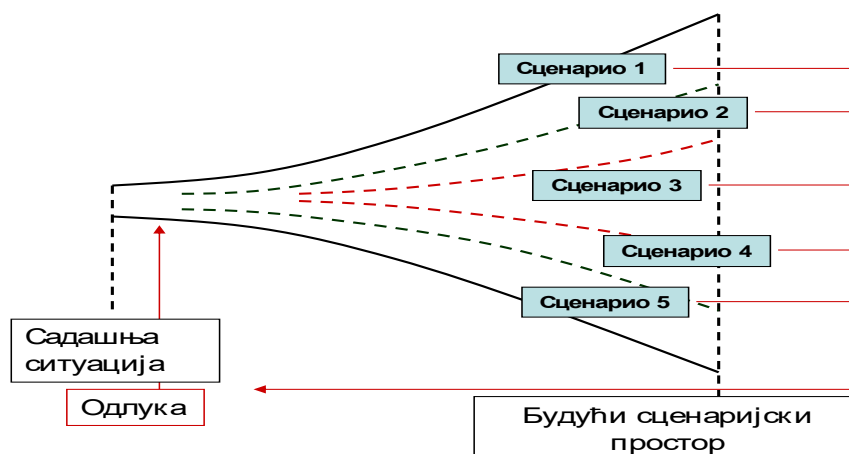 Сценарио 1
Сценарио 2
Сценарио 3
Сценарио 4
Сценарио 5
Садашња
ситуација
Одлука
Будући сценаријски
простор